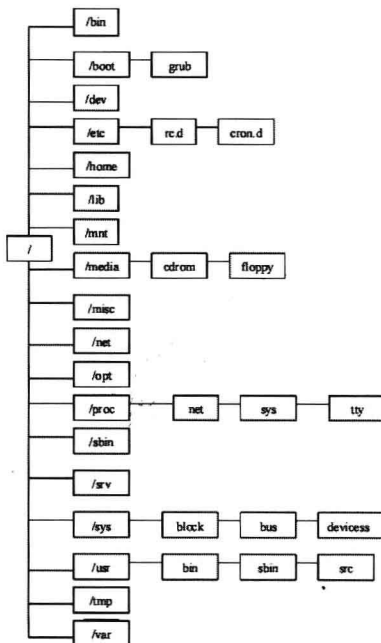 /bin
/boot grub
/dev
/etc rc.d cron.d
/home
/lib
/mnt
/
/media cdrom floppy
/misc
/net
/opt
/proc net sys tty
/sbin
/srv
/sys block bus devicess
/usr bin sbin src
/tmp
/var